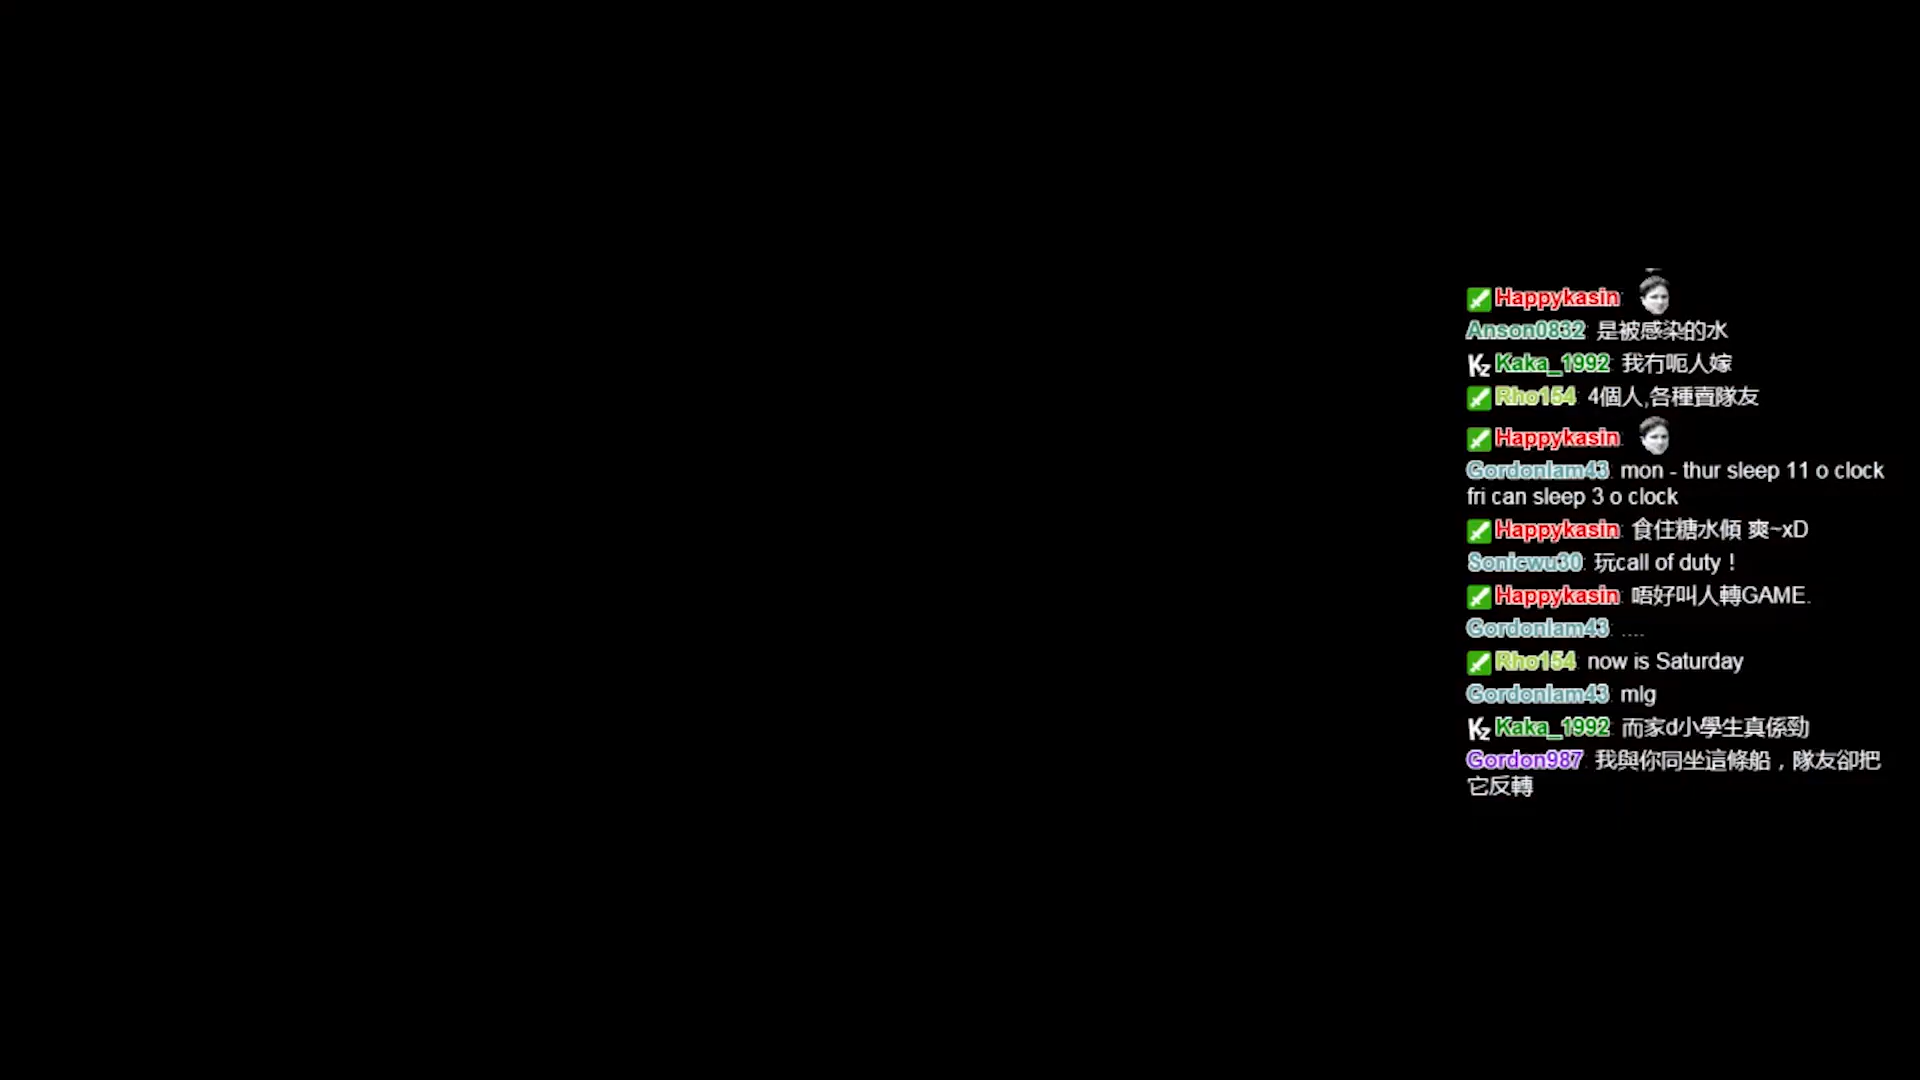 Happykasin:
Anson0832: 是被感染的水
Kz Kaka_1992: 我冇呃人嫁
Rho154: 4個人,各種賣隊友
Happykasin:
Gordonlam43: mon - thur sleep 11 o clock
fri can sleep 3 o clock
Happykasin: 食住糖水傾 爽~xD
Sonicwu30: 玩call of duty !
Happykasin: 唔好叫人轉GAME.
Gordonlam43: ....
Rho154: now is Saturday
Gordonlam43: mlg
Kz Kaka_1992: 而家d小學生真係勁
Gordon987: 我與你同坐這條船，隊友卻把
它反轉